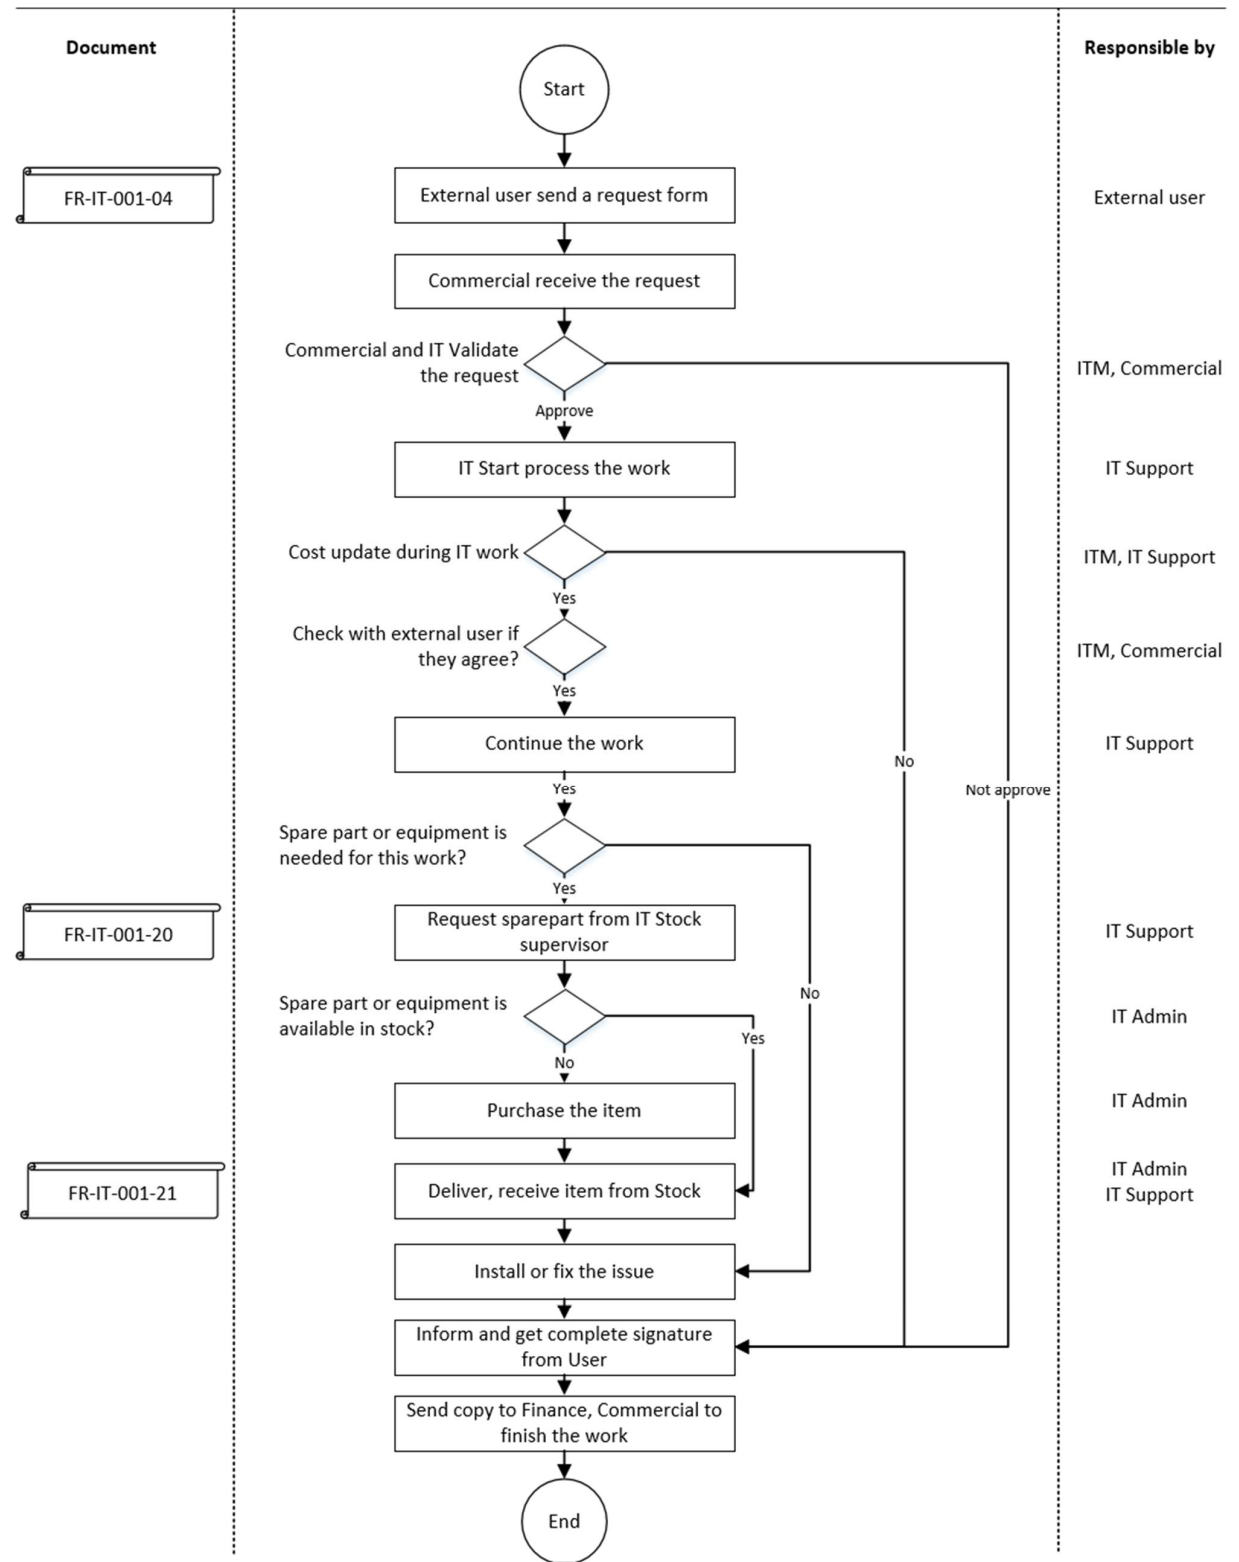 Document
Responsible by
Start
FR-IT-001-04
External user send a request form
External user
Commercial receive the request
Commercial and IT Validate
the request
ITM, Commercial
Approve
IT Start process the work
IT Support
Cost update during IT work
ITM, IT Support
Yes
Check with external user if
they agree?
ITM, Commercial
Yes
Continue the work
IT Support
No
Yes
Not approve
Spare part or equipment is
needed for this work?
Yes
FR-IT-001-20
Request sparepart from IT Stock
supervisor
IT Support
No
Spare part or equipment is
available in stock?
IT Admin
Yes
No
Purchase the item
IT Admin
FR-IT-001-21
Deliver, receive item from Stock
IT Admin
IT Support
Install or fix the issue
Inform and get complete signature
from User
Send copy to Finance, Commercial to
finish the work
End